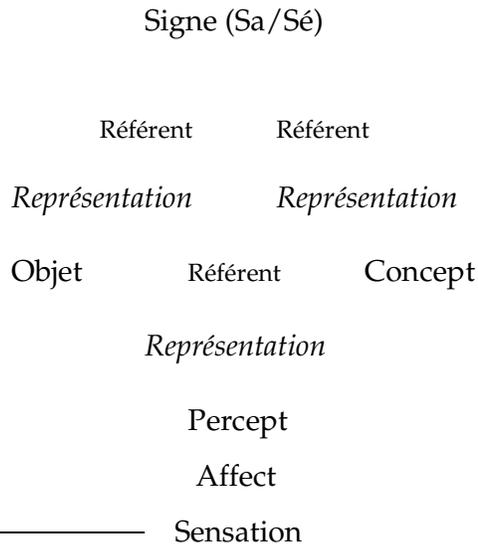 Signe (Sa/Sé)
Référent Référent
Représentation Représentation
Objet Référent Concept
Représentation
Percept
Affect
Sensation